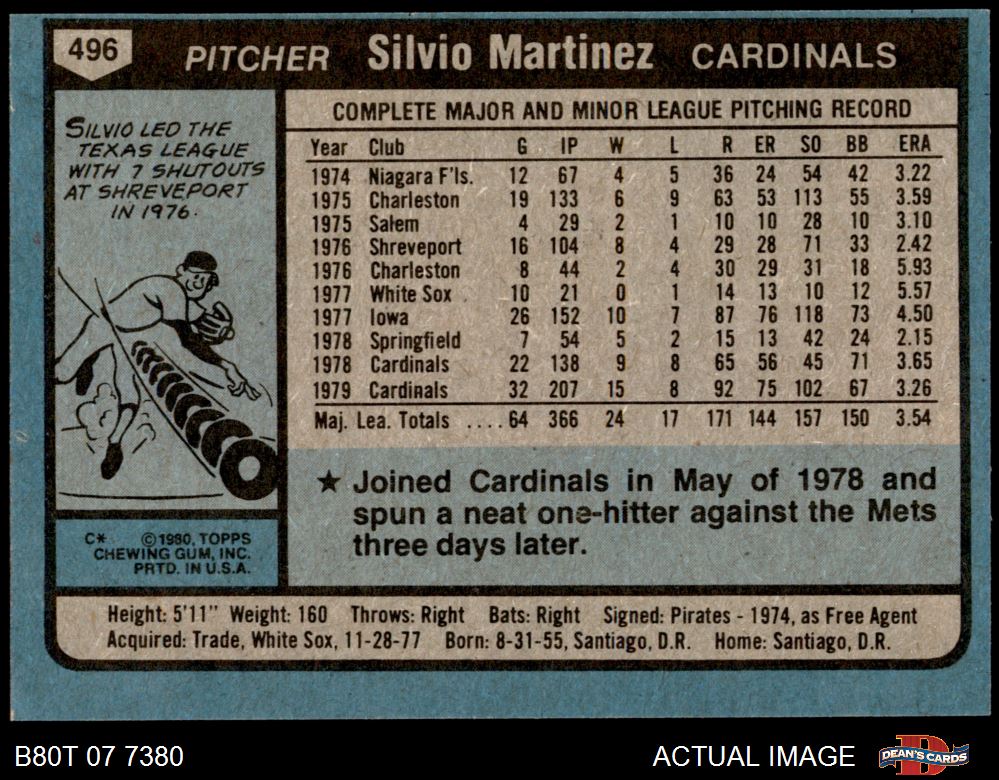 496 PITCHER Silvio Martinez CARDINALS
SILVIO LED THE
TEXAS LEAGUE
WITH 7 SHUTOUTS
AT SHREVEPORT
IN 1976.
C* ©1980, TOPPS
CHEWING GUM, INC.
PRTD. IN U.S.A.
COMPLETE MAJOR AND MINOR LEAGUE PITCHING RECORD
Year Club G IP W L R ER SO BB ERA
1974 Niagara F'ls. 12 67 4 5 36 24 54 42 3.22
1975 Charleston 19 133 6 9 63 53 113 55 3.59
1975 Salem 4 29 2 1 10 10 28 10 3.10
1976 Shreveport 16 104 8 4 29 28 71 33 2.42
1976 Charleston 8 44 2 4 30 29 31 18 5.93
1977 White Sox 10 21 0 1 14 13 10 12 5.57
1977 Iowa 26 152 10 7 87 76 118 73 4.50
1978 Springfield 7 54 5 2 15 13 42 24 2.15
1978 Cardinals 22 138 9 8 65 56 45 71 3.65
1979 Cardinals 32 207 15 8 92 75 102 67 3.26
Maj. Lea. Totals ....64 366 24 17 171 144 157 150 3.54
★ Joined Cardinals in May of 1978 and
spun a neat one-hitter against the Mets
three days later.
Height: 5'11" Weight: 160 Throws: Right Bats: Right Signed: Pirates - 1974, as Free Agent
Acquired: Trade, White Sox, 11-28-77 Born: 8-31-55, Santiago, D.R. Home: Santiago, D.R.
B80T 07 7380 ACTUAL IMAGE DEAN'S CARDS